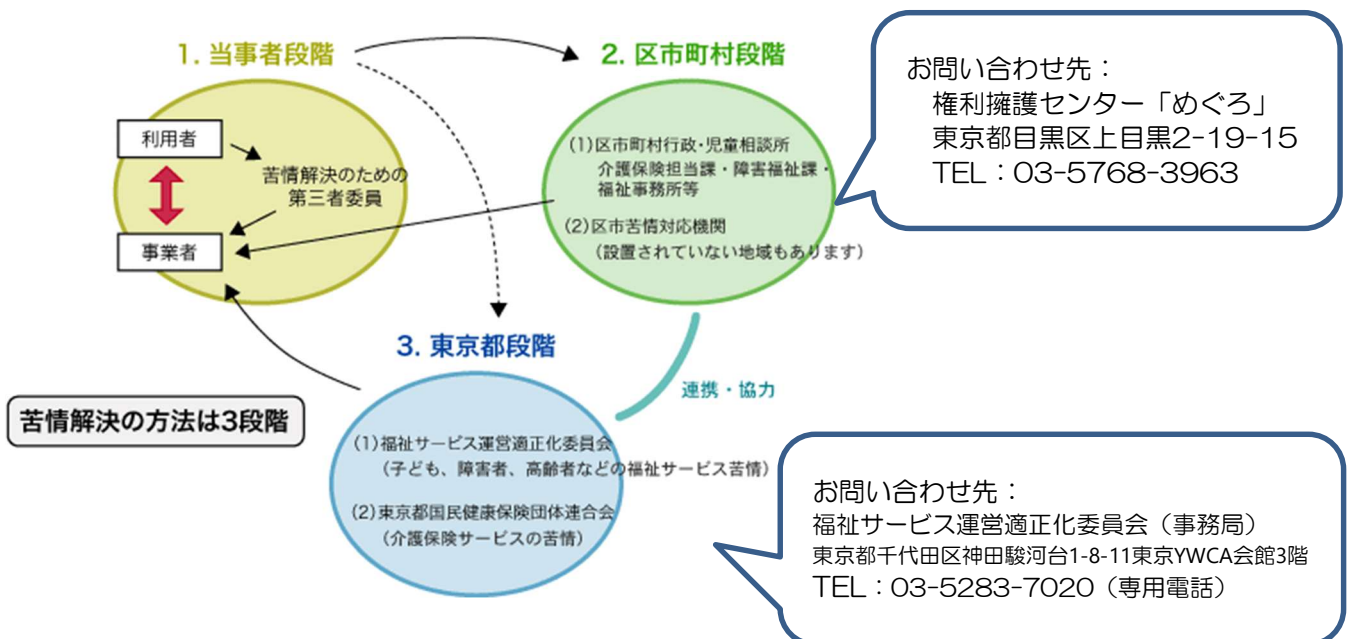 1. 当事者段階
利用者
苦情解決のための
第三者委員
事業者
2. 区市町村段階
(1)区市町村行政・児童相談所
介護保険担当課・障害福祉課・
福祉事務所等
(2)区市苦情対応機関
(設置されていない地域もあります)
お問い合わせ先：
権利擁護センター「めぐろ」
東京都目黒区上目黒2-19-15
TEL：03-5768-3963
3. 東京都段階
連携・協力
苦情解決の方法は3段階
(1)福祉サービス運営適正化委員会
(子ども、障害者、高齢者などの福祉サービス苦情)
(2)東京都国民健康保険団体連合会
(介護保険サービスの苦情)
お問い合わせ先：
福祉サービス運営適正化委員会（事務局）
東京都千代田区神田駿河台1-8-11東京YWCA会館3階
TEL：03-5283-7020（専用電話）